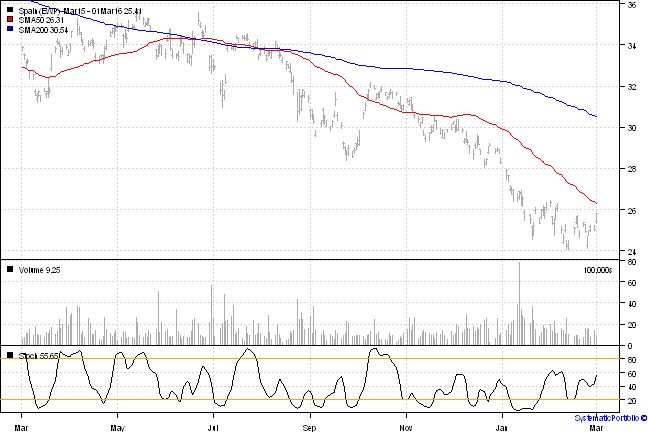 Spain (EWP) Mar15 - 01Mar16 25.41
SMA50 26.31
SMA200 30.54
36
34
32
30
28
26
24
Volume 9.25
100,000s
80
60
40
20
0
Stoch 55.65
80
60
40
20
Mar May Jul Sep Nov Jan Mar
SystematicPortfolio ©